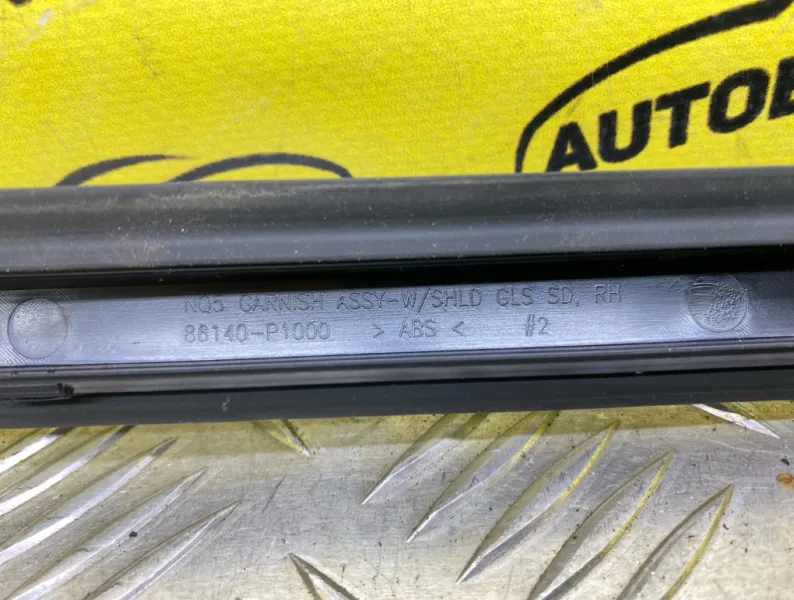 AUTOB
NQ5 GARNISH ASSY-W/SHLD GLS SD, RH
86140-P1000 > ABS < #2